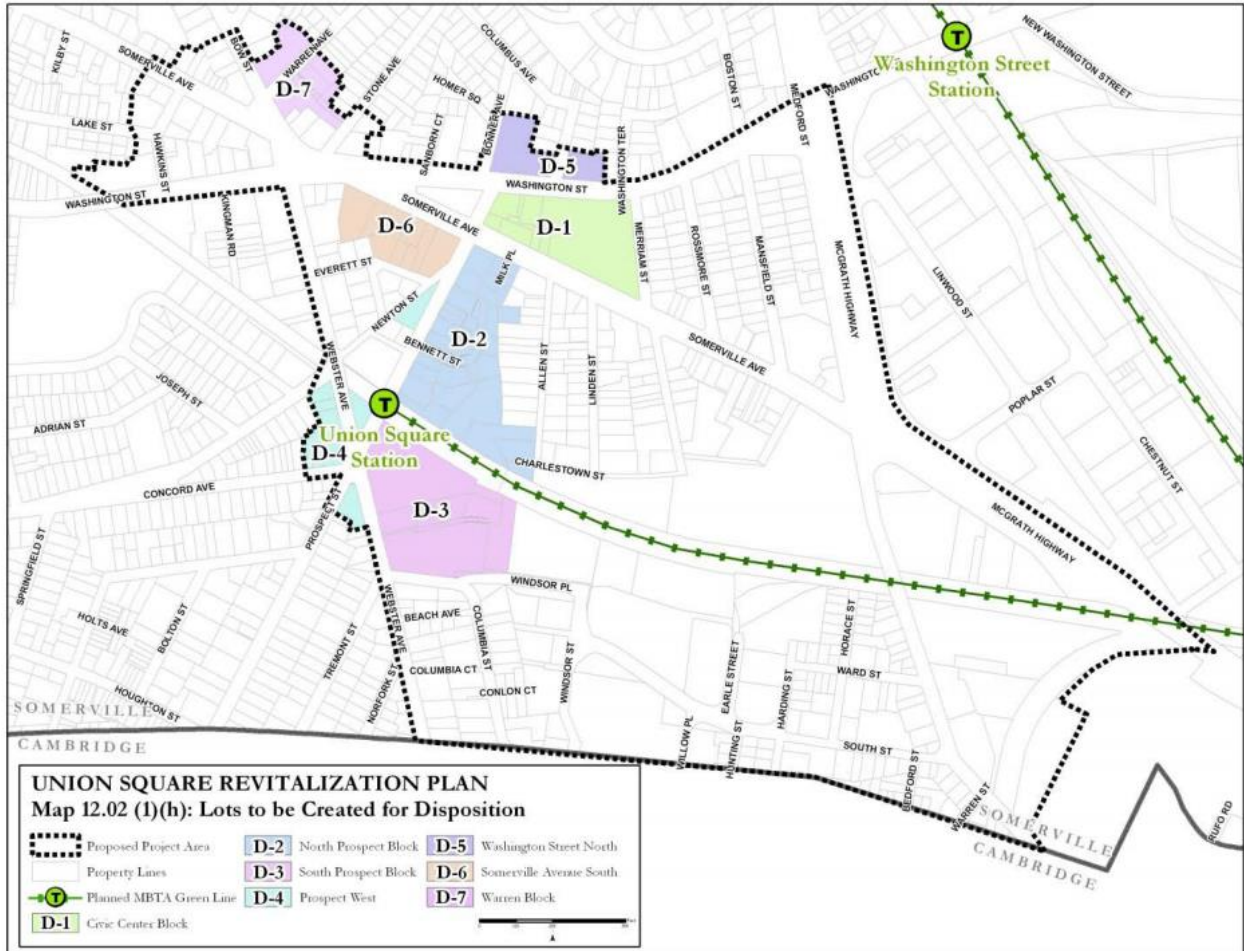 KILBY ST
SOMERVILLE AVE
BOW ST
WARREN AVE
STONE AVE
COLUMBUS AVE
HOMER SQ
BOSTON ST
MEDFORD ST
WASHINGTON
NEW WASHINGTON STREET
Washington Street
Station
D-7
LAKE ST
HAWKINS ST
SANBORN CT
BONNER AVE
D-5
WASHINGTON TER
WASHINGTON ST
WASHINGTON ST
KINGMAN RD
SOMERVILLE AVE
D-6
D-1
EVERETT ST
MILK PL
MERRIAM ST
ROSSMORE ST
MANSFIELD ST
MCGRATH HIGHWAY
LINWOOD ST
NEWTON ST
D-2
BENNETT ST
WEBSTER AVE
ALLEN ST
LINDEN ST
SOMERVILLE AVE
JOSEPH ST
ADRIAN ST
POPLAR ST
CHESTNUT ST
Union Square
Station
D-4
CHARLESTOWN ST
CONCORD AVE
PROSPECT ST
D-3
MCGRATH HIGHWAY
SPRINGFIELD ST
HOLTS AVE
BOLTON ST
TREMONT ST
NORFORK ST
HOUGHTON ST
WEBSTER AVE
WINDSOR PL
BEACH AVE
COLUMBIA ST
COLUMBIA CT
CONLON CT
WINDSOR ST
EARLE STREET
HORACE ST
WARD ST
HARDING ST
SOUTH ST
WILLOW PL
HUNTING ST
BEDFORD ST
WARREN ST
RUFO RD
SOMERVILLE
CAMBRIDGE
SOMERVILLE
CAMBRIDGE
UNION SQUARE REVITALIZATION PLAN
Map 12.02 (1)(h): Lots to be Created for Disposition
Proposed Project Area
Property Lines
Planned MBTA Green Line
D-1 Civic Center Block
D-2 North Prospect Block
D-3 South Prospect Block
D-4 Prospect West
D-5 Washington Street North
D-6 Somerville Avenue South
D-7 Warren Block
T
T
T